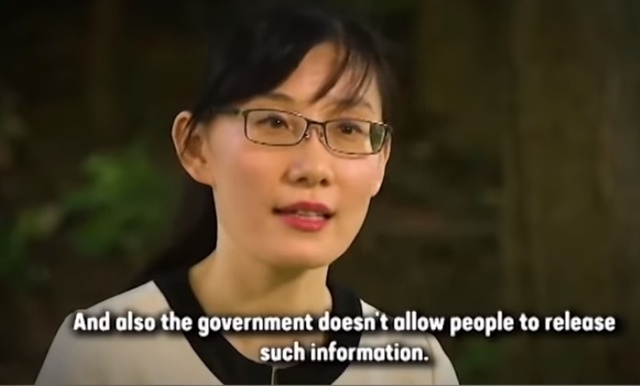 And also the government doesn't allow people to release
such information.